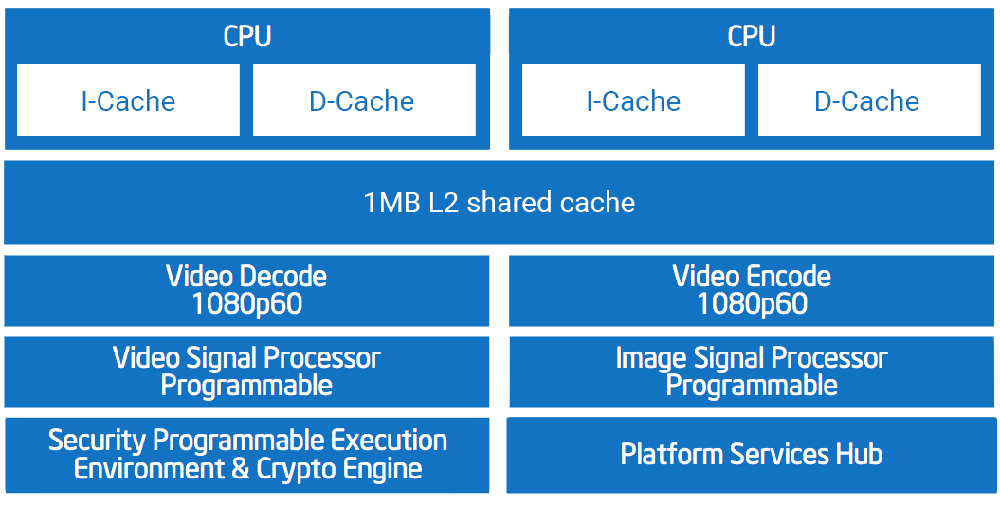 CPU
I-Cache
D-Cache
CPU
I-Cache
D-Cache
1MB L2 shared cache
Video Decode
1080p60
Video Encode
1080p60
Video Signal Processor
Programmable
Image Signal Processor
Programmable
Security Programmable Execution
Environment & Crypto Engine
Platform Services Hub